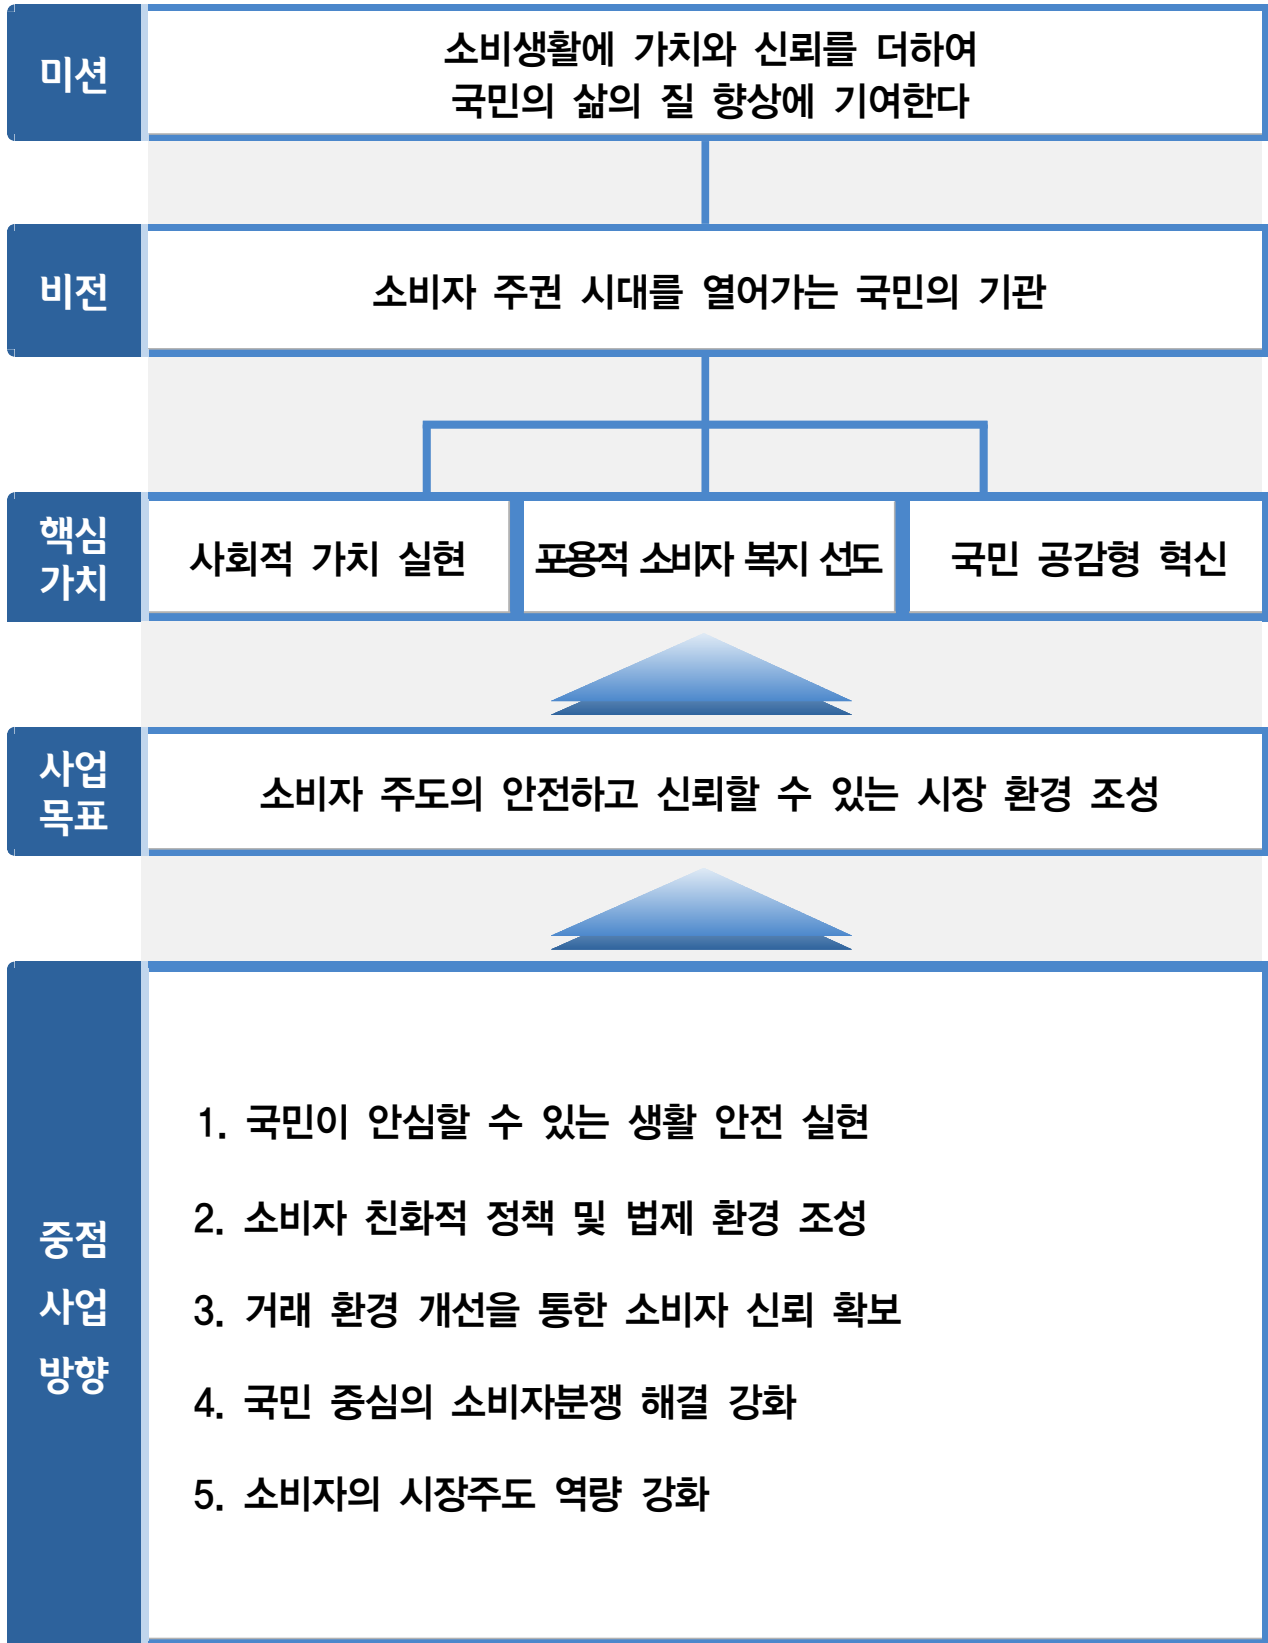 미션
소비생활에 가치와 신뢰를 더하여
국민의 삶의 질 향상에 기여한다
비전
소비자 주권 시대를 열어가는 국민의 기관
핵심
가치
사회적 가치 실현
포용적 소비자 복지 선도
국민 공감형 혁신
사업
목표
소비자 주도의 안전하고 신뢰할 수 있는 시장 환경 조성
중점
사업
방향
1. 국민이 안심할 수 있는 생활 안전 실현
2. 소비자 친화적 정책 및 법제 환경 조성
3. 거래 환경 개선을 통한 소비자 신뢰 확보
4. 국민 중심의 소비자분쟁 해결 강화
5. 소비자의 시장주도 역량 강화